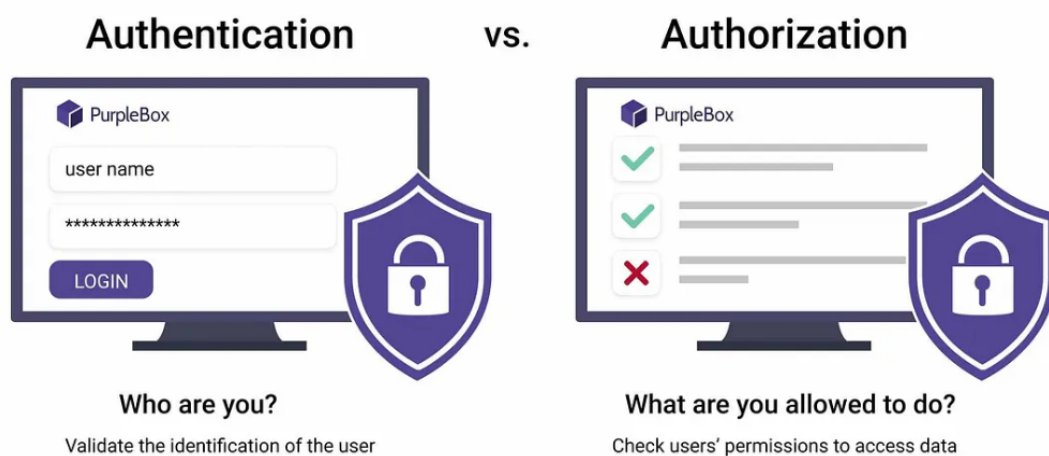 Authentication vs. Authorization
PurpleBox
user name
**************
LOGIN
Who are you?
Validate the identification of the user
PurpleBox
What are you allowed to do?
Check users’ permissions to access data